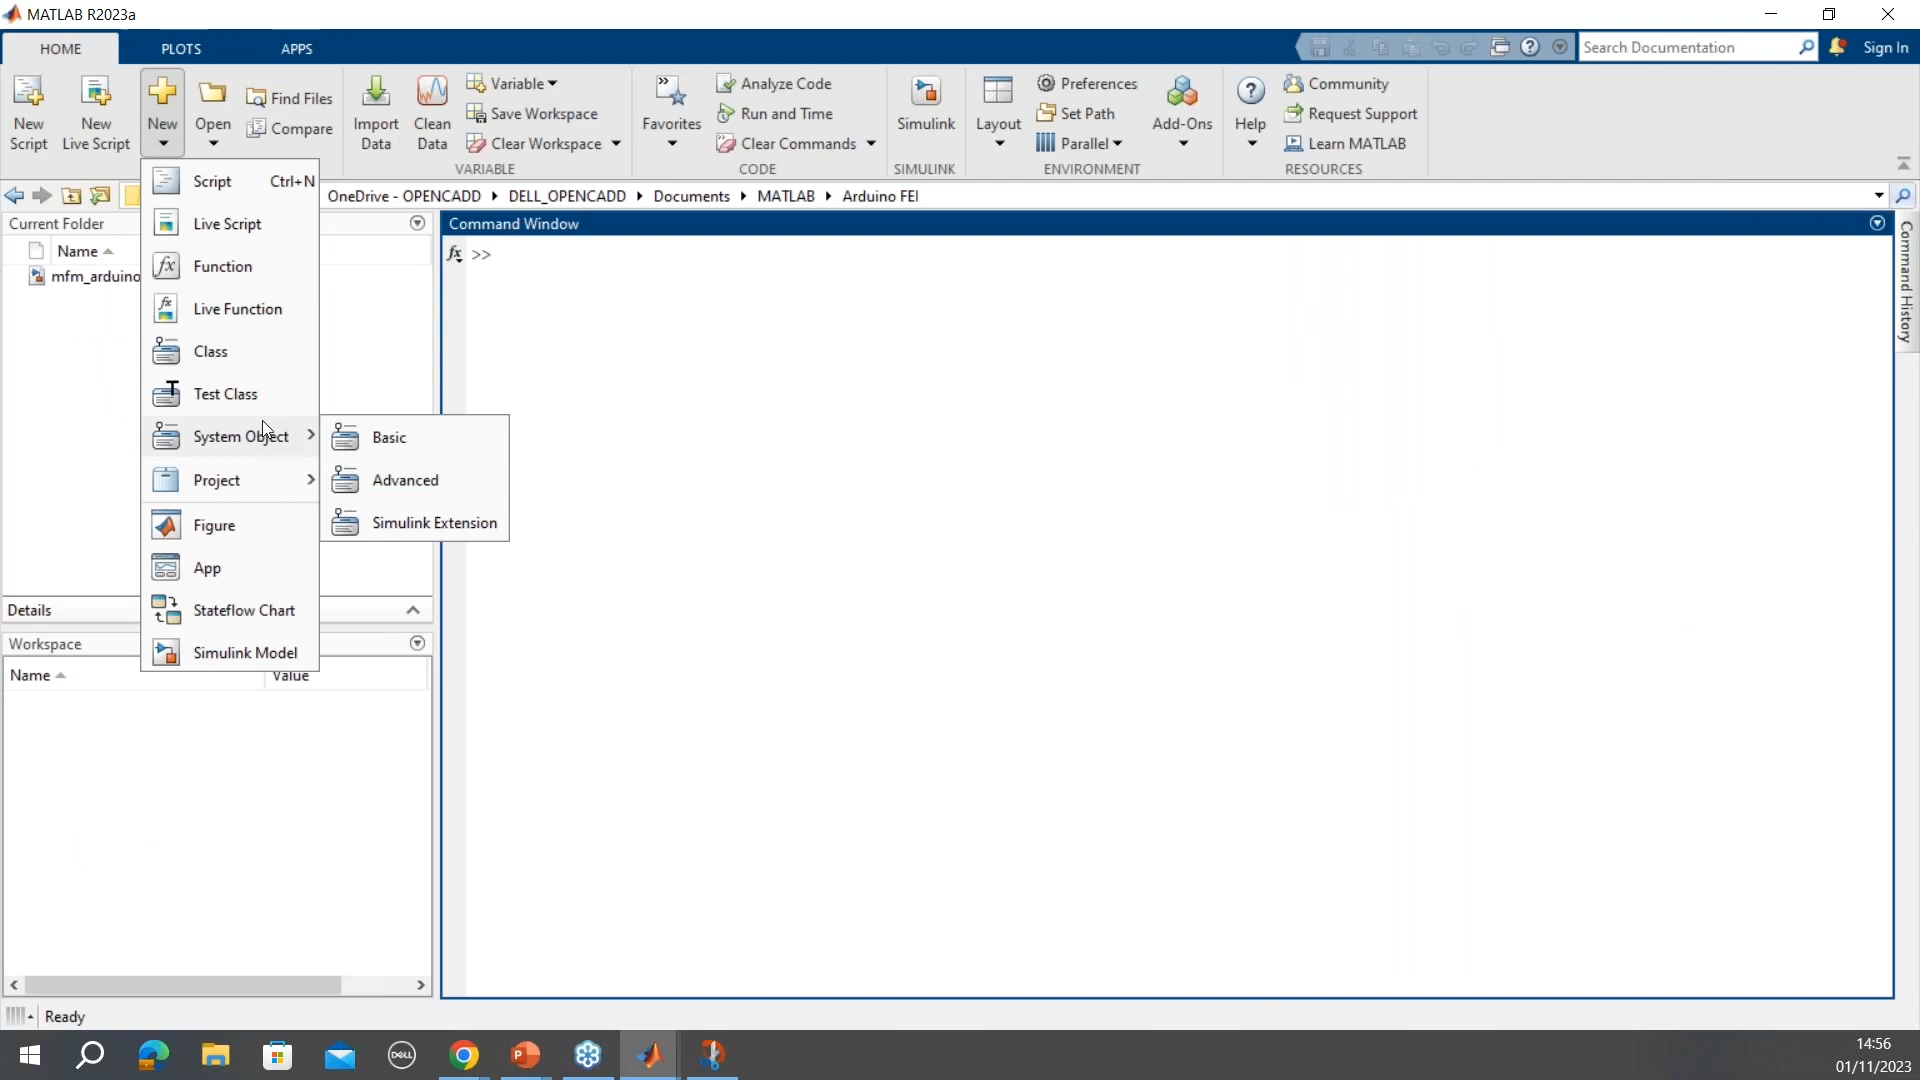 MATLAB R2023a
HOME
PLOTS
APPS
Search Documentation
Sign In
New
Script
New
Live Script
New
Open
Find Files
Compare
Import
Data
Clean
Data
Variable
Save Workspace
Clear Workspace
VARIABLE
Favorites
Analyze Code
Run and Time
Clear Commands
CODE
Simulink
SIMULINK
Layout
Preferences
Set Path
Parallel
ENVIRONMENT
Add-Ons
Help
Community
Request Support
Learn MATLAB
RESOURCES
OneDrive - OPENCADD
DELL_OPENCADD
Documents
MATLAB
Arduino FEI
Current Folder
Name
mfm_arduino
Script Ctrl+N
Live Script
Function
Live Function
Class
Test Class
System Object
Project
Figure
App
Stateflow Chart
Simulink Model
Basic
Advanced
Simulink Extension
Command Window
fx >>
Command History
Details
Workspace
Name
Value
Ready
DELL
14:56
01/11/2023